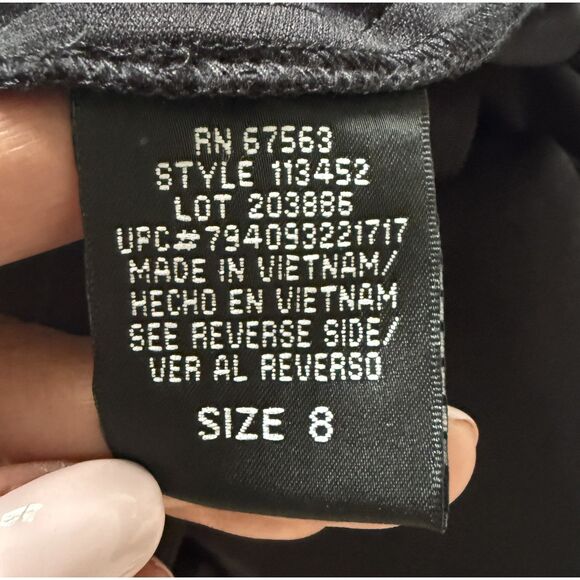 RN 67563
STYLE 113452
LOT 203886
UPC#794093221717
MADE IN VIETNAM/
HECHO EN VIETNAM
SEE REVERSE SIDE/
VER AL REVERSO
SIZE 8